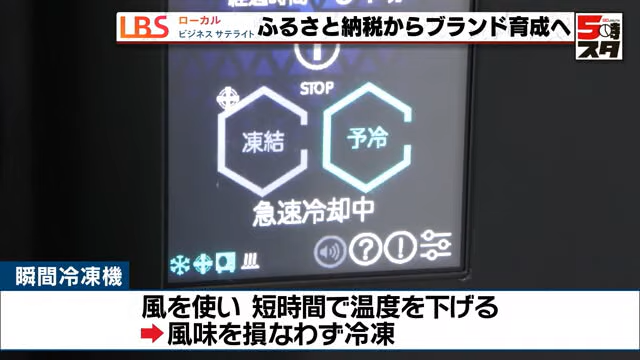 LBS ローカル
ビジネス サテライト
ふるさと納税からブランド育成へ
5時
スタ
STOP
凍結
予冷
急速冷却中
瞬間冷凍機
風を使い 短時間で温度を下げる
➡風味を損なわず冷凍